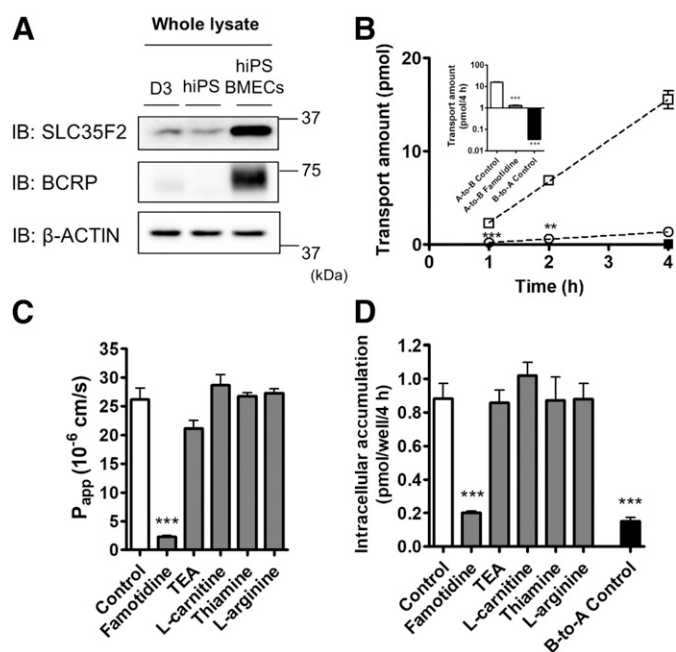 A
Whole lysate
D3
hiPS
hiPS
BMECs
IB: SLC35F2
37
IB: BCRP
75
IB: β-ACTIN
37
(kDa)
B
Transport amount (pmol)
20
15
10
5
0
0
1
2
3
4
Time (h)
***
**
Transport amount
(pmol/4 h)
100
10
1
0.1
0.01
***
***
A-to-B Control
A-to-B Famotidine
B-to-A Control
C
Papp (10-6 cm/s)
35
30
25
20
15
10
5
0
***
Control
Famotidine
TEA
L-carnitine
Thiamine
L-arginine
D
Intracellular accumulation
(pmol/well/4 h)
1.2
1.0
0.8
0.6
0.4
0.2
0.0
***
***
Control
Famotidine
TEA
L-carnitine
Thiamine
L-arginine
B-to-A Control